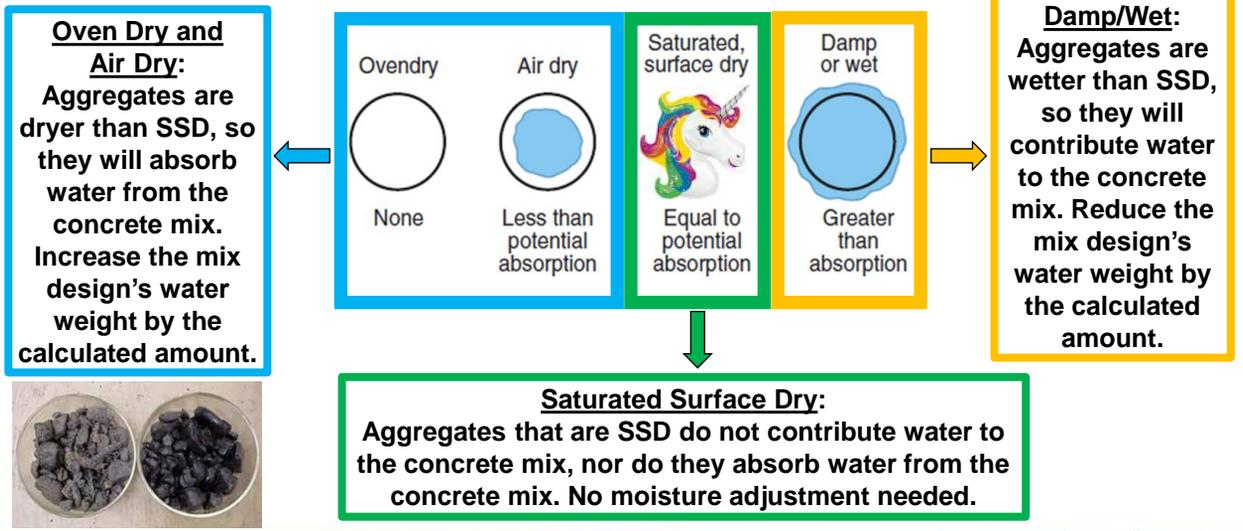 Oven Dry and
Air Dry:
Aggregates are
dryer than SSD, so
they will absorb
water from the
concrete mix.
Increase the mix
design's water
weight by the
calculated amount.
Ovendry
None
Air dry
Less than
potential
absorption
Saturated,
surface dry
Equal to
potential
absorption
Damp
or wet
Greater
than
absorption
Damp/Wet:
Aggregates are
wetter than SSD,
so they will
contribute water
to the concrete
mix. Reduce the
mix design's
water weight by
the calculated
amount.
Saturated Surface Dry:
Aggregates that are SSD do not contribute water to
the concrete mix, nor do they absorb water from the
concrete mix. No moisture adjustment needed.